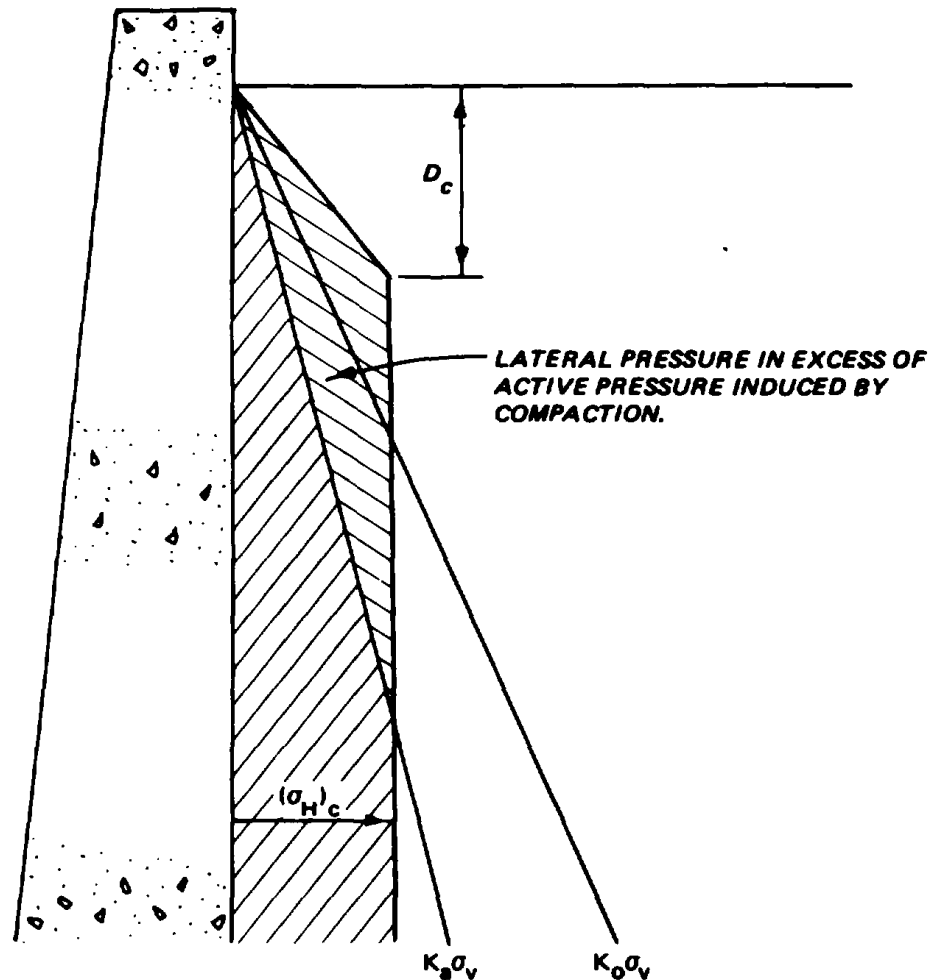 D_c
LATERAL PRESSURE IN EXCESS OF
ACTIVE PRESSURE INDUCED BY
COMPACTION.
(σ_H)_c
K_aσ_v
K_oσ_v